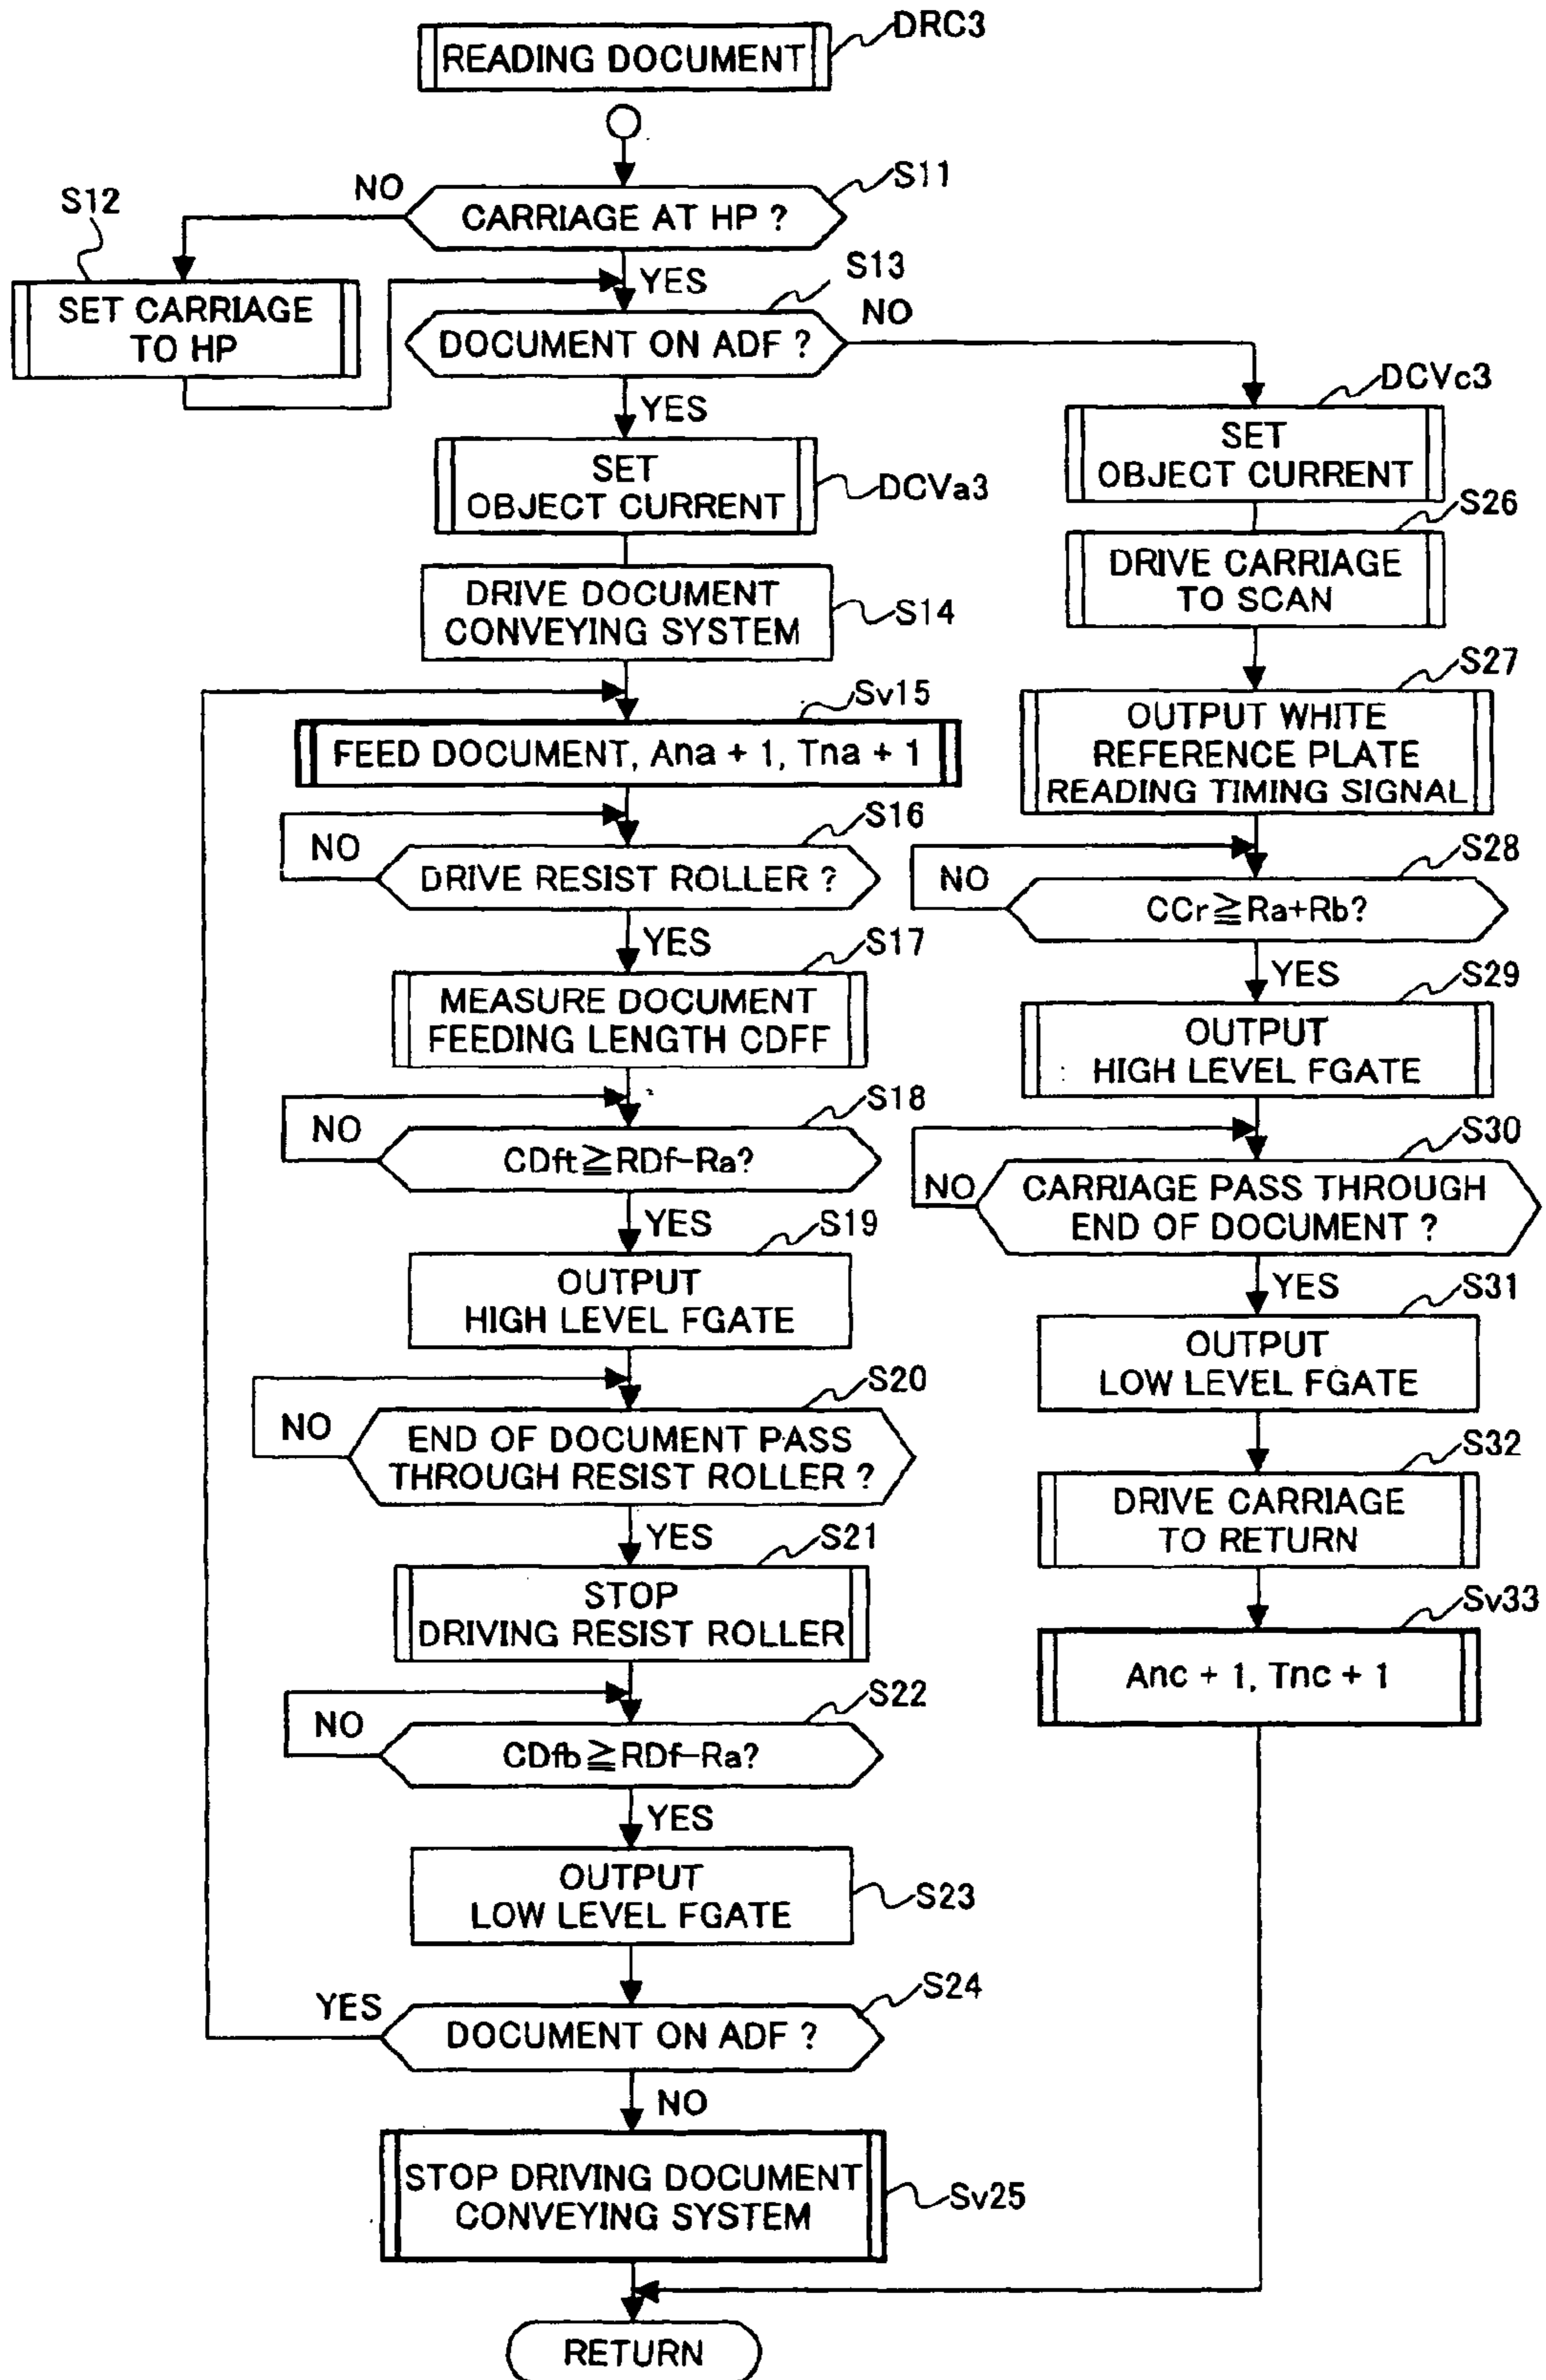 DRC3
READING DOCUMENT
S11
NO
CARRIAGE AT HP ?
S12
YES
S13
SET CARRIAGE
TO HP
DOCUMENT ON ADF ?
NO
YES
SET
OBJECT CURRENT
DCVa3
DRIVE DOCUMENT
CONVEYING SYSTEM
S14
Sv15
FEED DOCUMENT, Ana + 1, Tna + 1
S16
NO
DRIVE RESIST ROLLER ?
YES
S17
MEASURE DOCUMENT
FEEDING LENGTH CDFF
S18
NO
CDft≧RDf-Ra?
YES
S19
OUTPUT
HIGH LEVEL FGATE
S20
NO
END OF DOCUMENT PASS
THROUGH RESIST ROLLER ?
YES
S21
STOP
DRIVING RESIST ROLLER
S22
NO
CDfb≧RDf-Ra?
YES
OUTPUT
LOW LEVEL FGATE
S23
S24
YES
DOCUMENT ON ADF ?
NO
STOP DRIVING DOCUMENT
CONVEYING SYSTEM
Sv25
DCVc3
SET
OBJECT CURRENT
S26
DRIVE CARRIAGE
TO SCAN
S27
OUTPUT WHITE
REFERENCE PLATE
READING TIMING SIGNAL
S28
NO
CCr≧Ra+Rb?
YES
S29
OUTPUT
HIGH LEVEL FGATE
S30
NO
CARRIAGE PASS THROUGH
END OF DOCUMENT ?
YES
S31
OUTPUT
LOW LEVEL FGATE
S32
DRIVE CARRIAGE
TO RETURN
Sv33
Anc + 1, Tnc + 1
RETURN